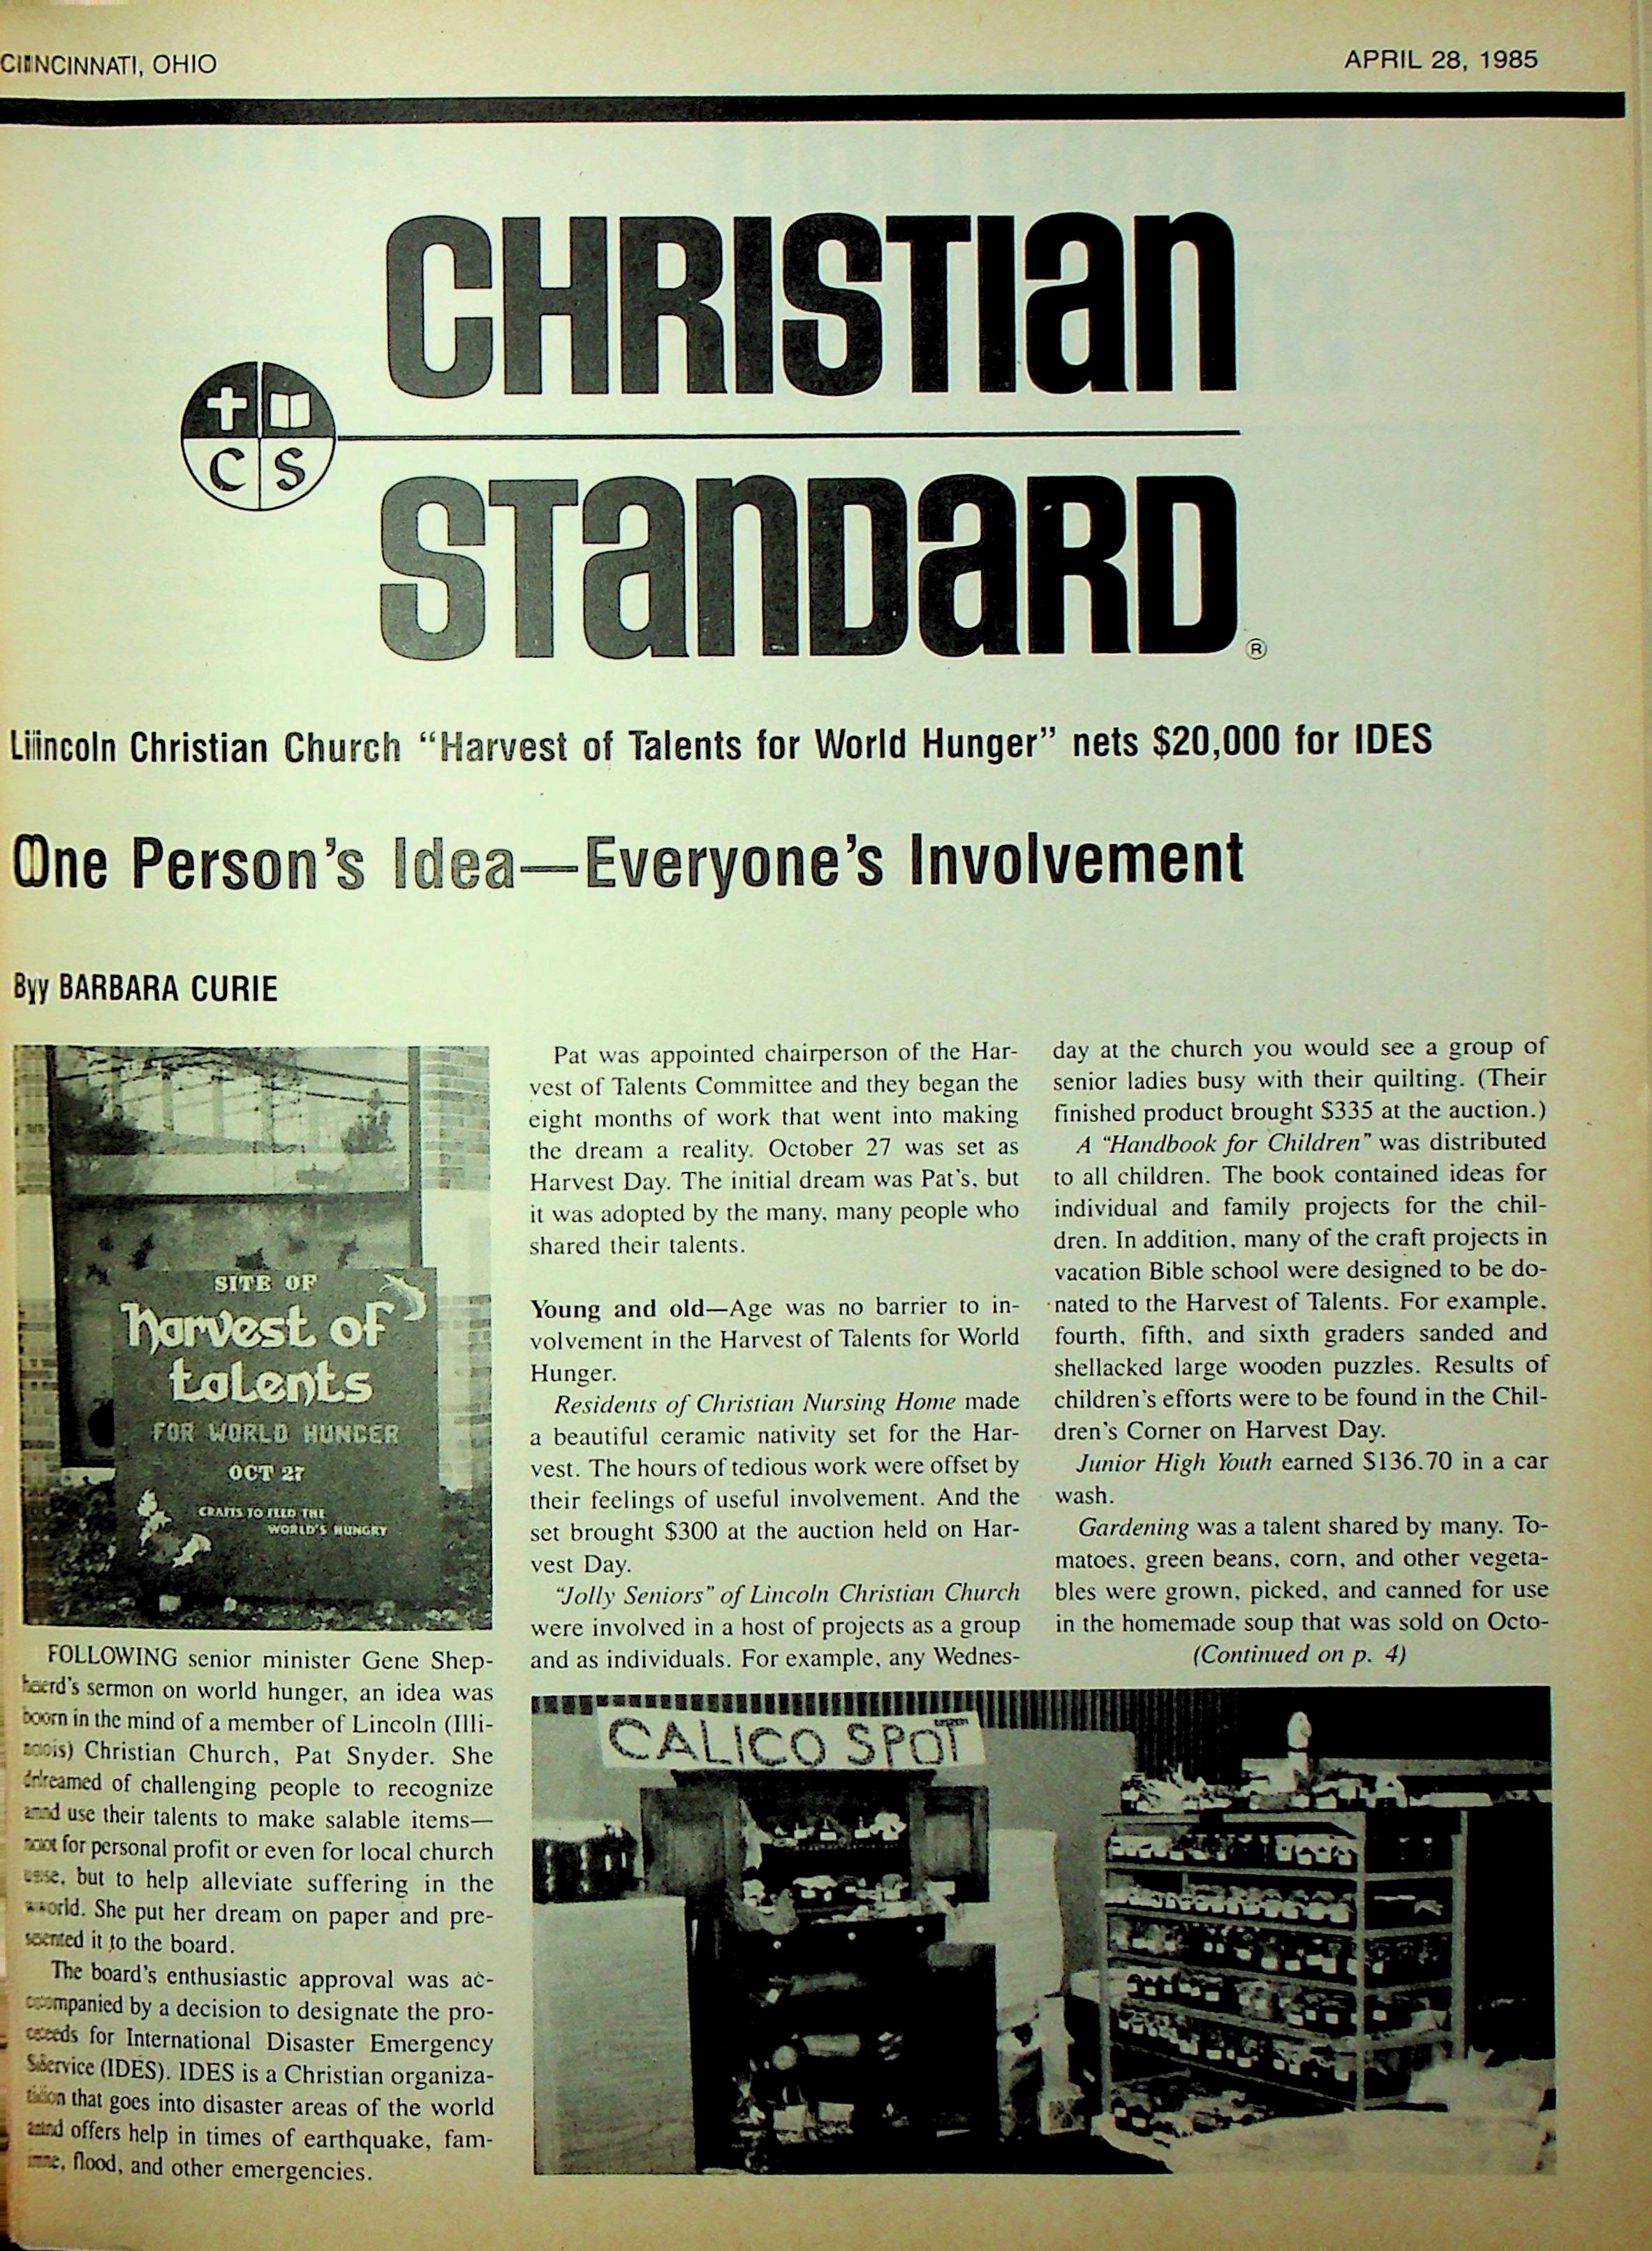 CINCINNATI, OHIO
APRIL 28, 1985
CHRISTIAN
C S
STANDARD ®
Lincoln Christian Church “Harvest of Talents for World Hunger” nets $20,000 for IDES
One Person’s Idea—Everyone’s Involvement
By BARBARA CURIE
SITE OF
harvest of
talents
FOR WORLD HUNGER
OCT 27
CRAFTS TO FEED THE
WORLD'S HUNGRY
FOLLOWING senior minister Gene Shep-
herd's sermon on world hunger, an idea was
born in the mind of a member of Lincoln (Illi-
nois) Christian Church, Pat Snyder. She
dreamed of challenging people to recognize
and use their talents to make salable items—
not for personal profit or even for local church
use, but to help alleviate suffering in the
world. She put her dream on paper and pre-
sented it to the board.
The board's enthusiastic approval was ac-
companied by a decision to designate the pro-
ceeds for International Disaster Emergency
Service (IDES). IDES is a Christian organiza-
tion that goes into disaster areas of the world
and offers help in times of earthquake, fam-
ine, flood, and other emergencies.
Pat was appointed chairperson of the Har-
vest of Talents Committee and they began the
eight months of work that went into making
the dream a reality. October 27 was set as
Harvest Day. The initial dream was Pat's, but
it was adopted by the many, many people who
shared their talents.
Young and old—Age was no barrier to in-
volvement in the Harvest of Talents for World
Hunger.
Residents of Christian Nursing Home made
a beautiful ceramic nativity set for the Har-
vest. The hours of tedious work were offset by
their feelings of useful involvement. And the
set brought $300 at the auction held on Har-
vest Day.
“Jolly Seniors” of Lincoln Christian Church
were involved in a host of projects as a group
and as individuals. For example, any Wednes-
day at the church you would see a group of
senior ladies busy with their quilting. (Their
finished product brought $335 at the auction.)
A “Handbook for Children” was distributed
to all children. The book contained ideas for
individual and family projects for the chil-
dren. In addition, many of the craft projects in
vacation Bible school were designed to be do-
nated to the Harvest of Talents. For example,
fourth, fifth, and sixth graders sanded and
shellacked large wooden puzzles. Results of
children's efforts were to be found in the Chil-
dren's Corner on Harvest Day.
Junior High Youth earned $136.70 in a car
wash.
Gardening was a talent shared by many. To-
matoes, green beans, corn, and other vegeta-
bles were grown, picked, and canned for use
in the homemade soup that was sold on Octo-
(Continued on p. 4)
CALICO SPOT